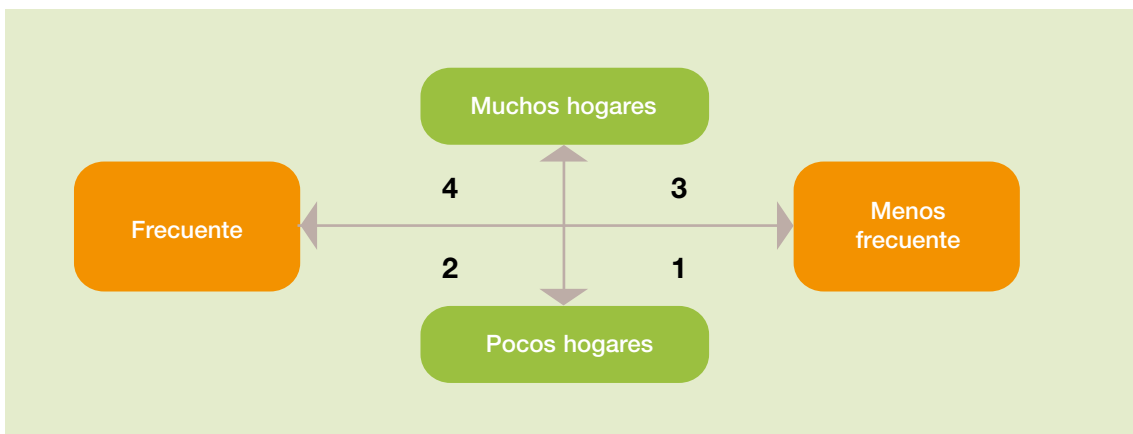 Muchos hogares
4
3
Frecuente
Menos
frecuente
2
1
Pocos hogares